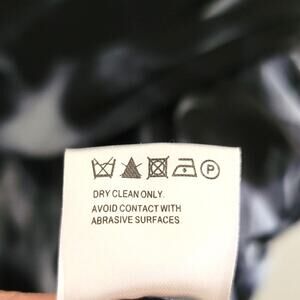 P
DRY CLEAN ONLY.
AVOID CONTACT WITH
ABRASIVE SURFACES